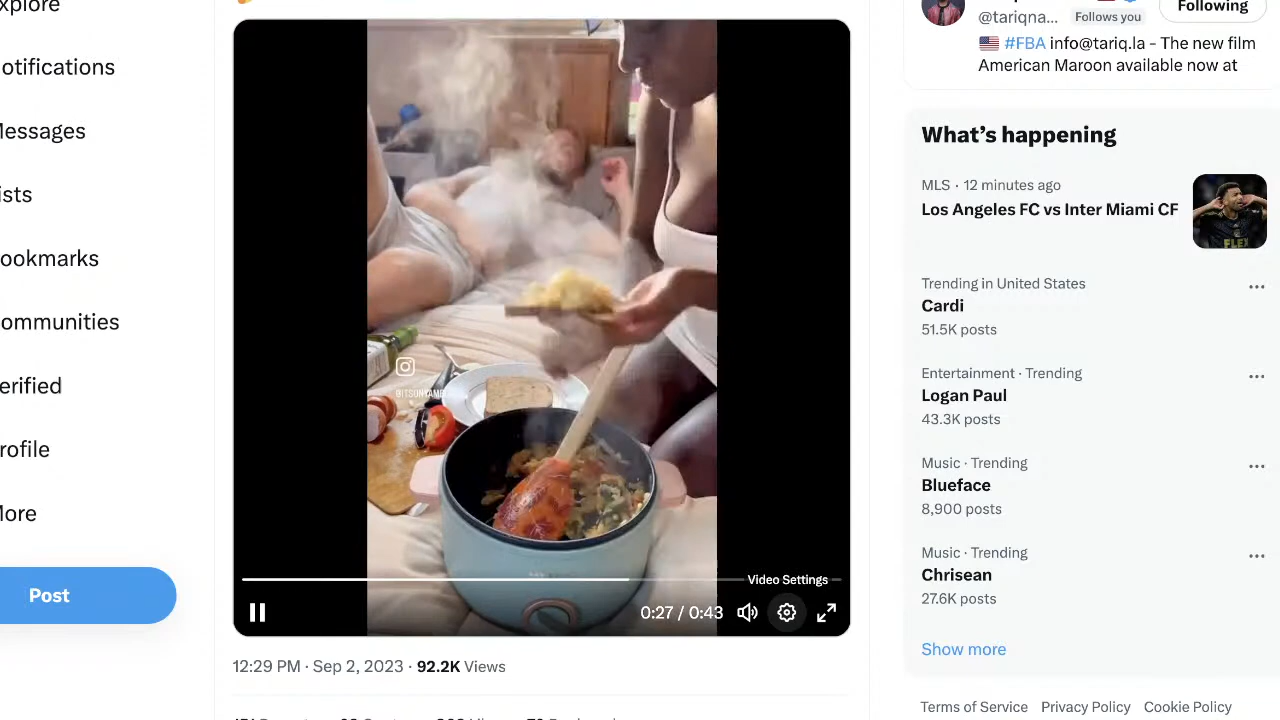 xplore
otifications
Messages
ists
ookmarks
ommunities
erified
rofile
More
Post
Video Settings
0:27 / 0:43
12:29 PM · Sep 2, 2023 · 92.2K Views
Following
@tariqna... Follows you
#FBA info@tariq.la - The new film
American Maroon available now at
What's happening
MLS · 12 minutes ago
Los Angeles FC vs Inter Miami CF
Trending in United States
Cardi
51.5K posts
Entertainment · Trending
Logan Paul
43.3K posts
Music · Trending
Blueface
8,900 posts
Music · Trending
Chrisean
27.6K posts
Show more
Terms of Service Privacy Policy Cookie Policy